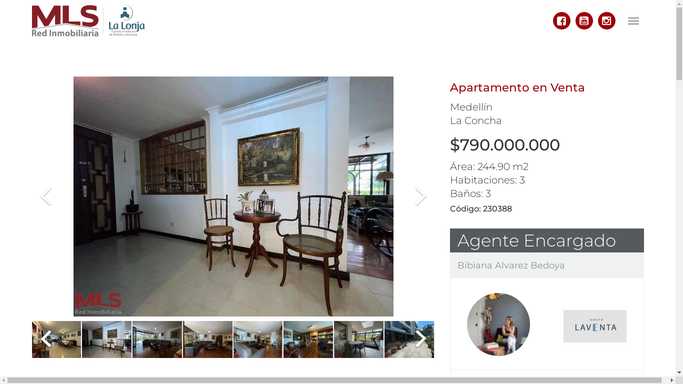 MLS
Red Inmobiliaria
La Lonja
Apartamento en Venta
Medellín
La Concha
$790.000.000
Área: 244.90 m2
Habitaciones: 3
Baños: 3
Código: 230388
MLS
Red Inmobiliaria
Agente Encargado
Bibiana Alvarez Bedoya
LAVENTA